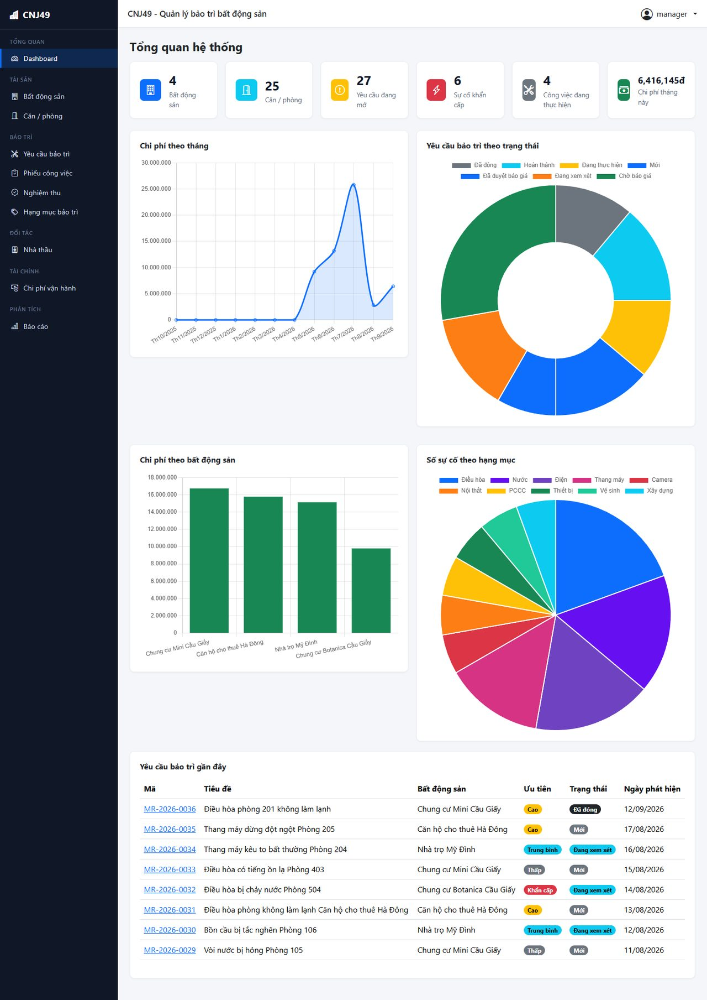 CNJ49
CNJ49 - Quản lý bảo trì bất động sản
manager
TỔNG QUAN
Dashboard
TÀI SẢN
Bất động sản
Căn / phòng
BẢO TRÌ
Yêu cầu bảo trì
Phiếu công việc
Nghiệm thu
Hạng mục bảo trì
ĐỐI TÁC
Nhà thầu
TÀI CHÍNH
Chi phí vận hành
PHÂN TÍCH
Báo cáo
Tổng quan hệ thống
4
Bất động
sản
25
Căn / phòng
27
Yêu cầu đang
mở
6
Sự cố khẩn
cấp
4
Công việc đang
thực hiện
6,416,145đ
Chi phí tháng
này
Chi phí theo tháng
30.000.000
25.000.000
20.000.000
15.000.000
10.000.000
5.000.000
0
Th10/2025
Th11/2025
Th12/2025
Th1/2026
Th2/2026
Th3/2026
Th4/2026
Th5/2026
Th6/2026
Th7/2026
Th8/2026
Th9/2026
Yêu cầu bảo trì theo trạng thái
Đã đóng Hoàn thành Đang thực hiện Mới
Đã duyệt báo giá Đang xem xét Chờ báo giá
Chi phí theo bất động sản
18.000.000
16.000.000
14.000.000
12.000.000
10.000.000
8.000.000
6.000.000
4.000.000
2.000.000
0
Chung cư Mini Cầu Giấy
Căn hộ cho thuê Hà Đông
Nhà trọ Mỹ Đình
Chung cư Botanica Cầu Giấy
Số sự cố theo hạng mục
Điều hòa Nước Điện Thang máy Camera
Nội thất PCCC Thiết bị Vệ sinh Xây dựng
Yêu cầu bảo trì gần đây
Mã Tiêu đề Bất động sản Ưu tiên Trạng thái Ngày phát hiện
MR-2026-0036 Điều hòa phòng 201 không làm lạnh Chung cư Mini Cầu Giấy Cao Đã đóng 12/09/2026
MR-2026-0035 Thang máy dừng đột ngột Phòng 205 Căn hộ cho thuê Hà Đông Cao Mới 17/08/2026
MR-2026-0034 Thang máy kêu to bất thường Phòng 204 Nhà trọ Mỹ Đình Trung bình Đang xem xét 16/08/2026
MR-2026-0033 Điều hòa có tiếng ồn lạ Phòng 403 Chung cư Mini Cầu Giấy Thấp Mới 15/08/2026
MR-2026-0032 Điều hòa bị chảy nước Phòng 504 Chung cư Botanica Cầu Giấy Khẩn cấp Đang xem xét 14/08/2026
MR-2026-0031 Điều hòa phòng không làm lạnh Căn hộ cho thuê Hà Đông Căn hộ cho thuê Hà Đông Cao Mới 13/08/2026
MR-2026-0030 Bồn cầu bị tắc nghẽn Phòng 106 Nhà trọ Mỹ Đình Trung bình Đang xem xét 12/08/2026
MR-2026-0029 Vòi nước bị hỏng Phòng 105 Chung cư Mini Cầu Giấy Thấp Mới 11/08/2026